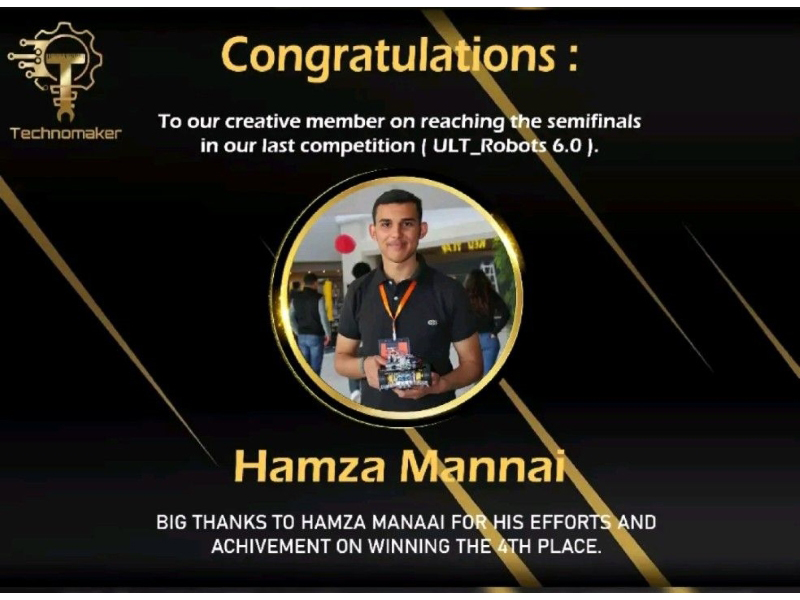 Congratulations :
Technomaker
To our creative member on reaching the semifinals
in our last competition ( ULT_Robots 6.0 ).
Hamza Mannai
BIG THANKS TO HAMZA MANAAI FOR HIS EFFORTS AND
ACHIVEMENT ON WINNING THE 4TH PLACE.